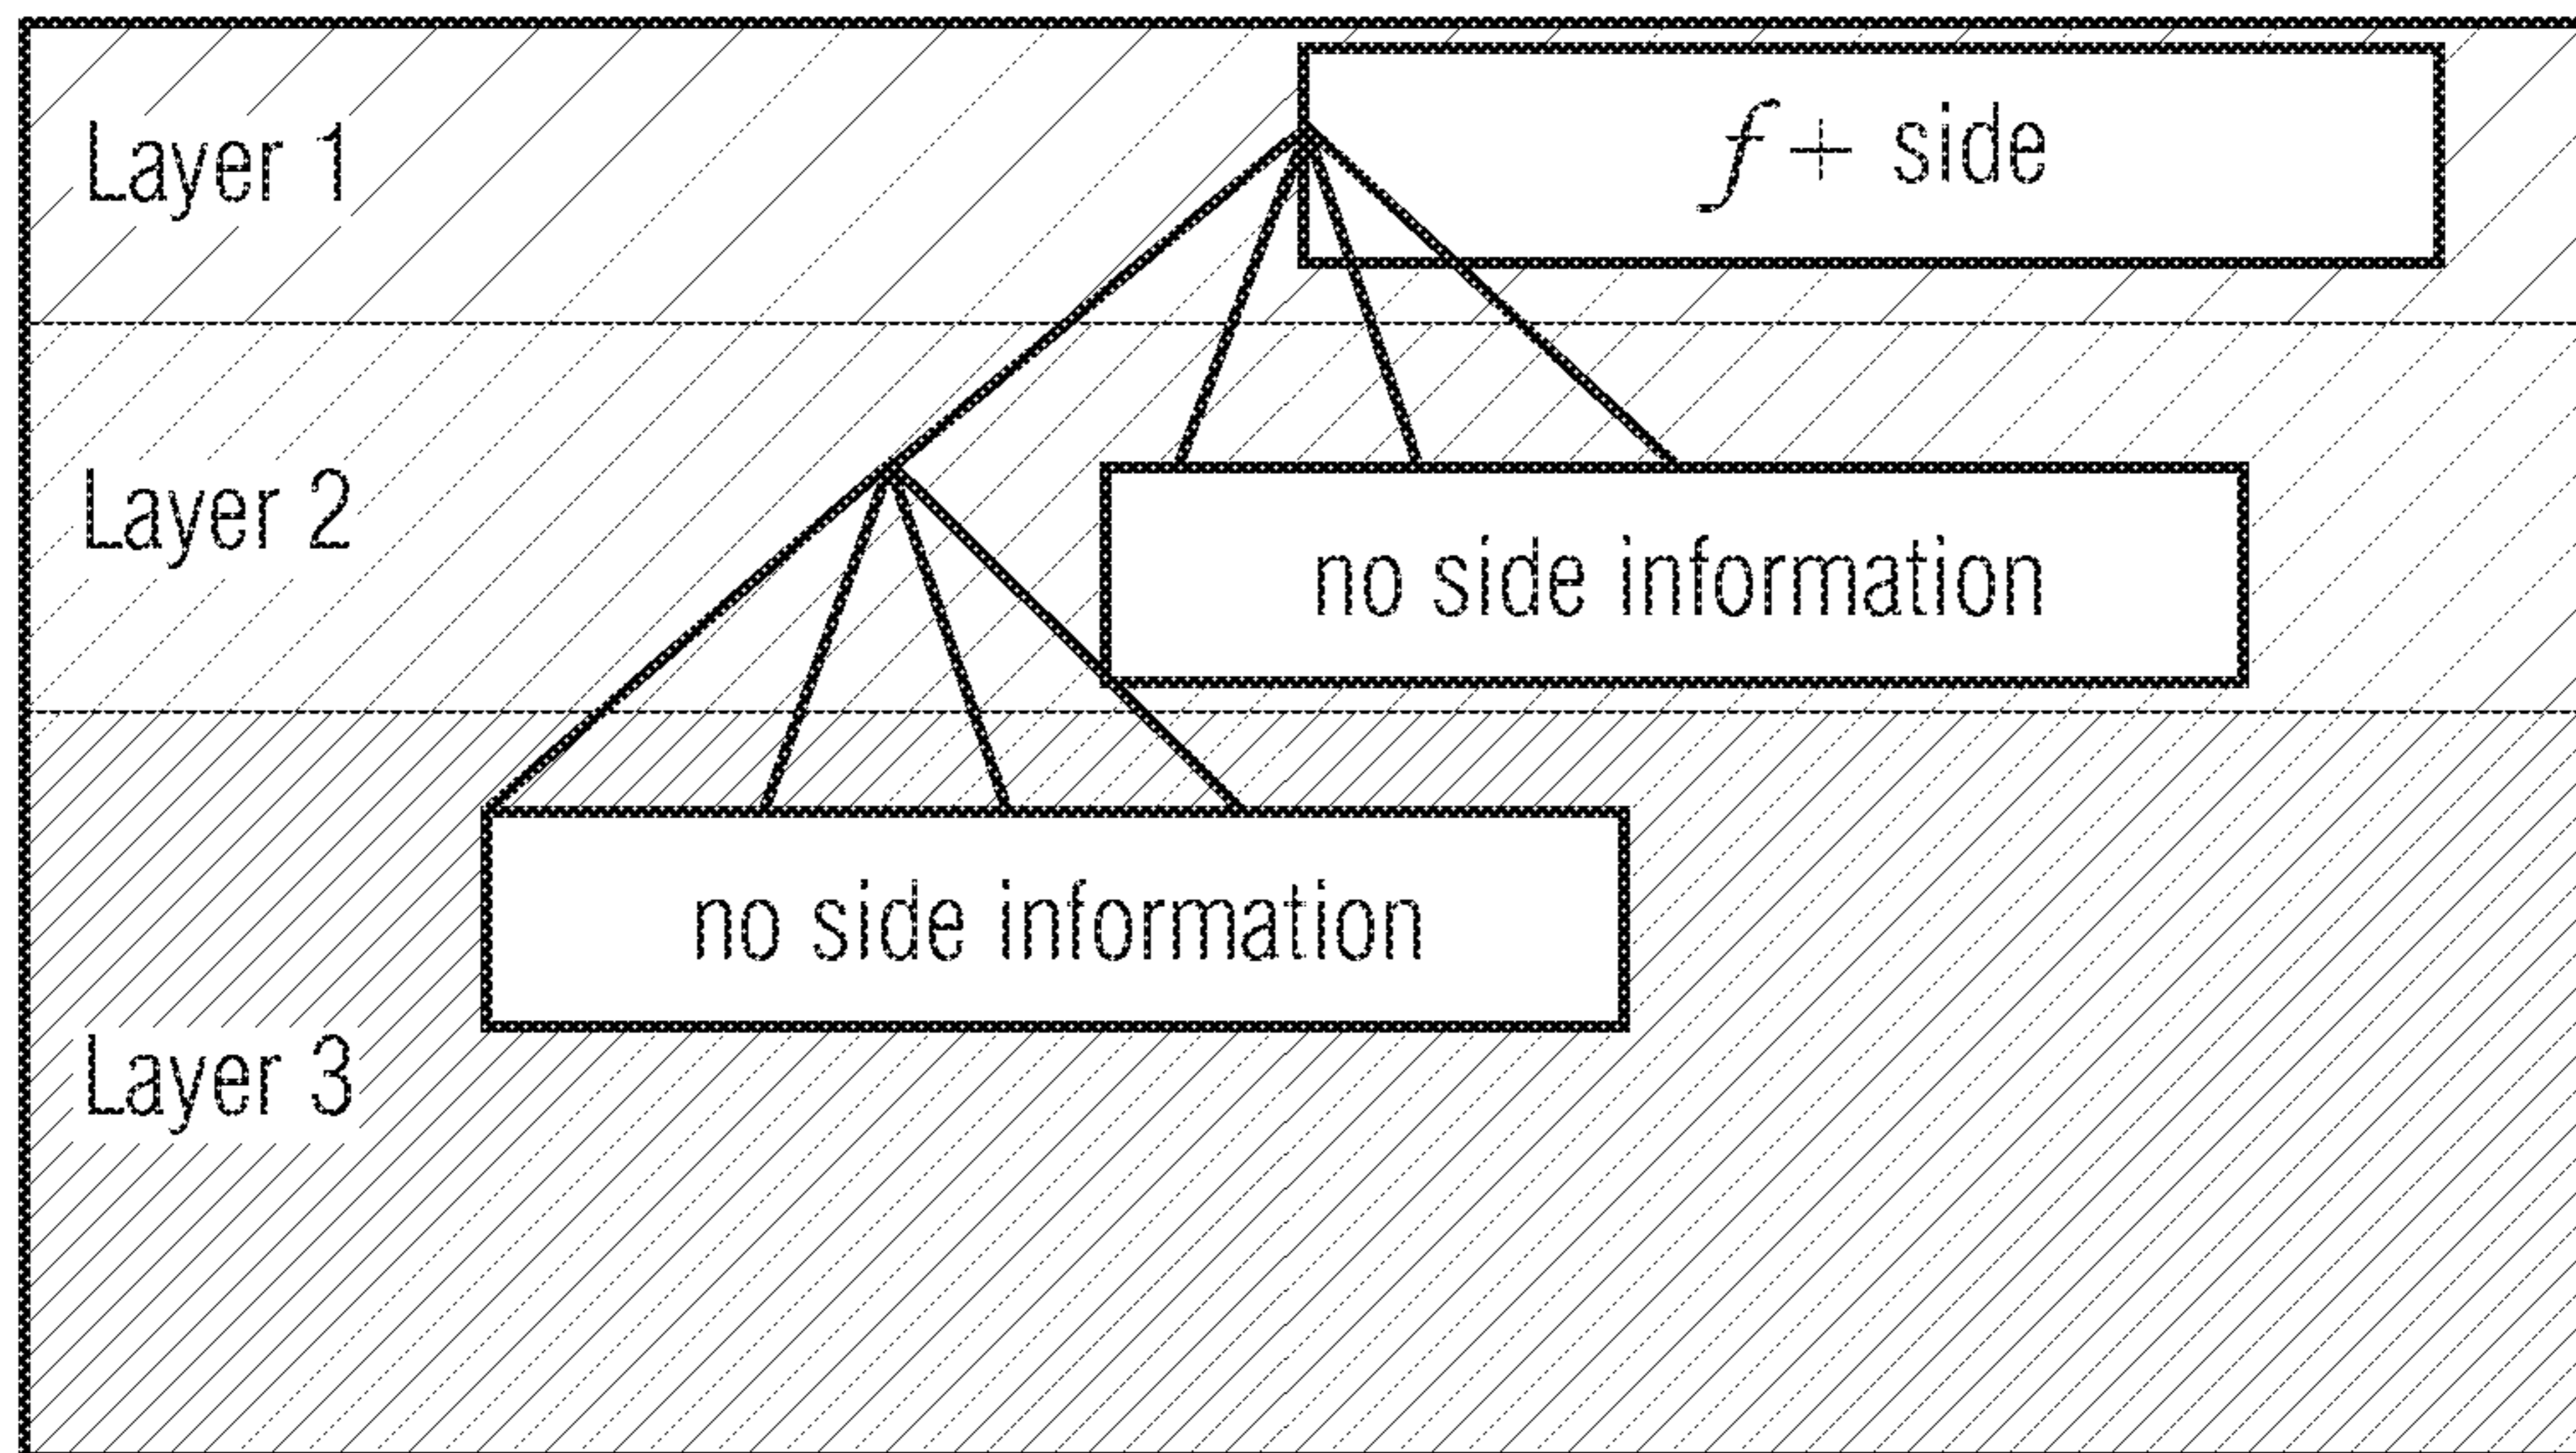 Layer 1
f + side
Layer 2
no side information
no side information
Layer 3